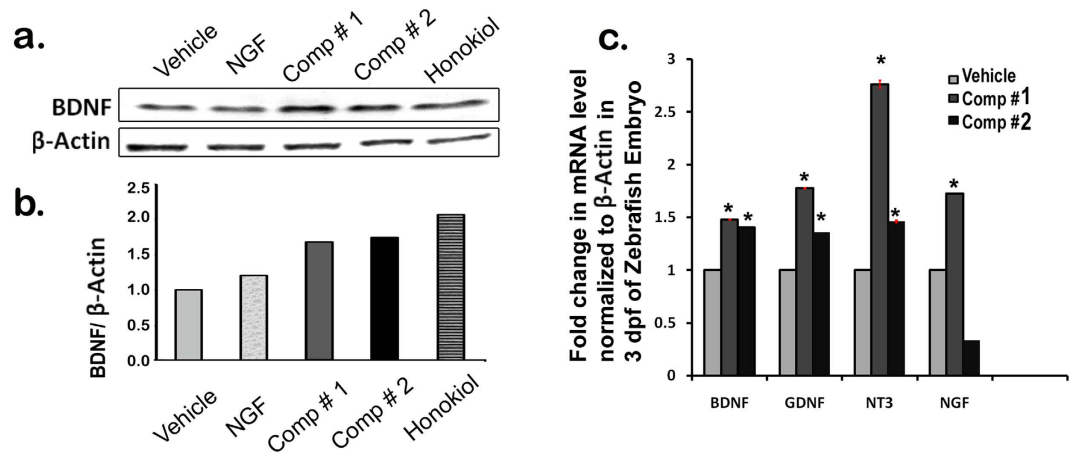 a.
Vehicle
NGF
Comp # 1
Comp # 2
Honokiol
BDNF
β-Actin
b.
BDNF/ β-Actin
2.5
2.0
1.5
1.0
0.5
0.0
Vehicle
NGF
Comp # 1
Comp # 2
Honokiol
c.
Fold change in mRNA level
normalized to β-Actin in
3 dpf of Zebrafish Embryo
3
2.5
2
1.5
1
0.5
0
* * * * * * *
Vehicle
Comp #1
Comp #2
BDNF
GDNF
NT3
NGF